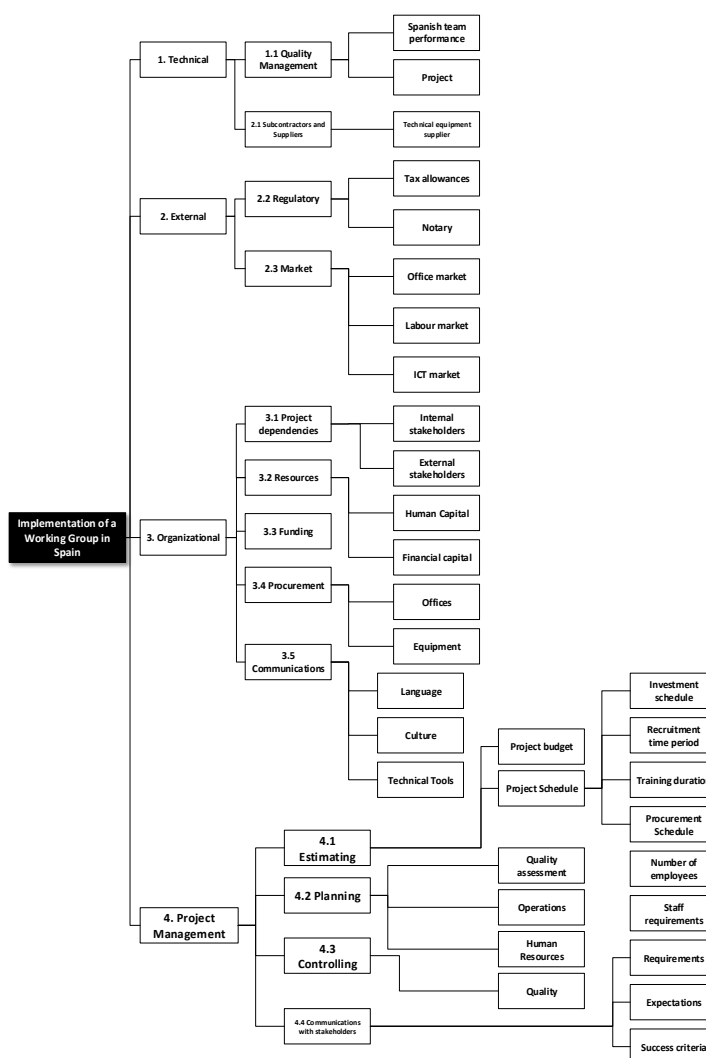 Implementation of a
Working Group in
Spain
1. Technical
1.1 Quality
Management
Spanish team
performance
Project
2.1 Subcontractors and
Suppliers
Technical equipment
supplier
2. External
2.2 Regulatory
Tax allowances
Notary
2.3 Market
Office market
Labour market
ICT market
3. Organizational
3.1 Project
dependencies
Internal
stakeholders
External
stakeholders
3.2 Resources
Human Capital
Financial capital
3.3 Funding
3.4 Procurement
Offices
Equipment
3.5
Communications
Language
Culture
Technical Tools
4. Project
Management
4.1
Estimating
Project budget
Project Schedule
Investment
schedule
Recruitment
time period
Training duration
Procurement
Schedule
4.2 Planning
Quality
assessment
Operations
Human
Resources
Number of
employees
Staff
requirements
4.3
Controlling
Quality
4.4 Communications
with stakeholders
Requirements
Expectations
Success criteria